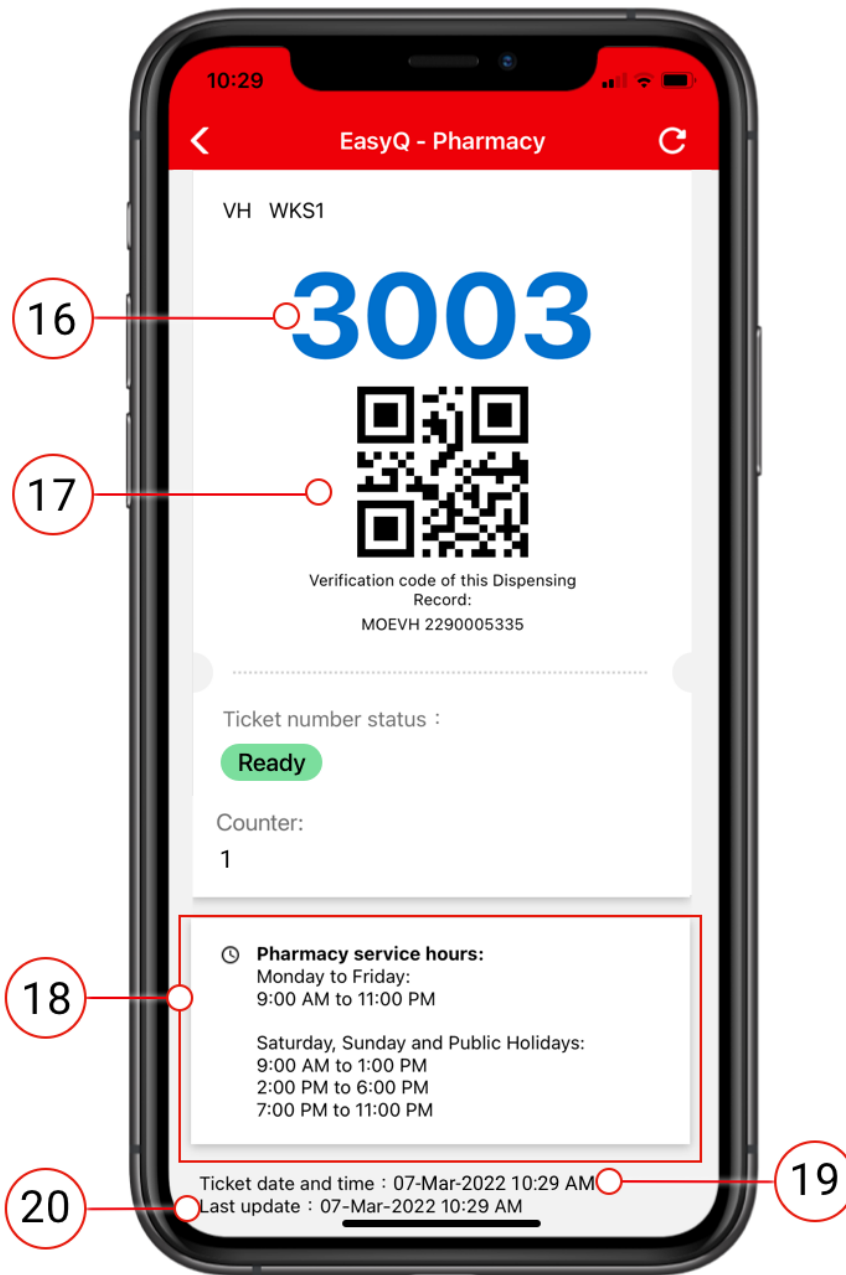 10:29
EasyQ - Pharmacy
VH WKS1
16
3003
17
Verification code of this Dispensing
Record:
MOEVH 2290005335
Ticket number status：
Ready
Counter:
1
18
Pharmacy service hours:
Monday to Friday:
9:00 AM to 11:00 PM
Saturday, Sunday and Public Holidays:
9:00 AM to 1:00 PM
2:00 PM to 6:00 PM
7:00 PM to 11:00 PM
Ticket date and time：07-Mar-2022 10:29 AM
19
20
Last update：07-Mar-2022 10:29 AM